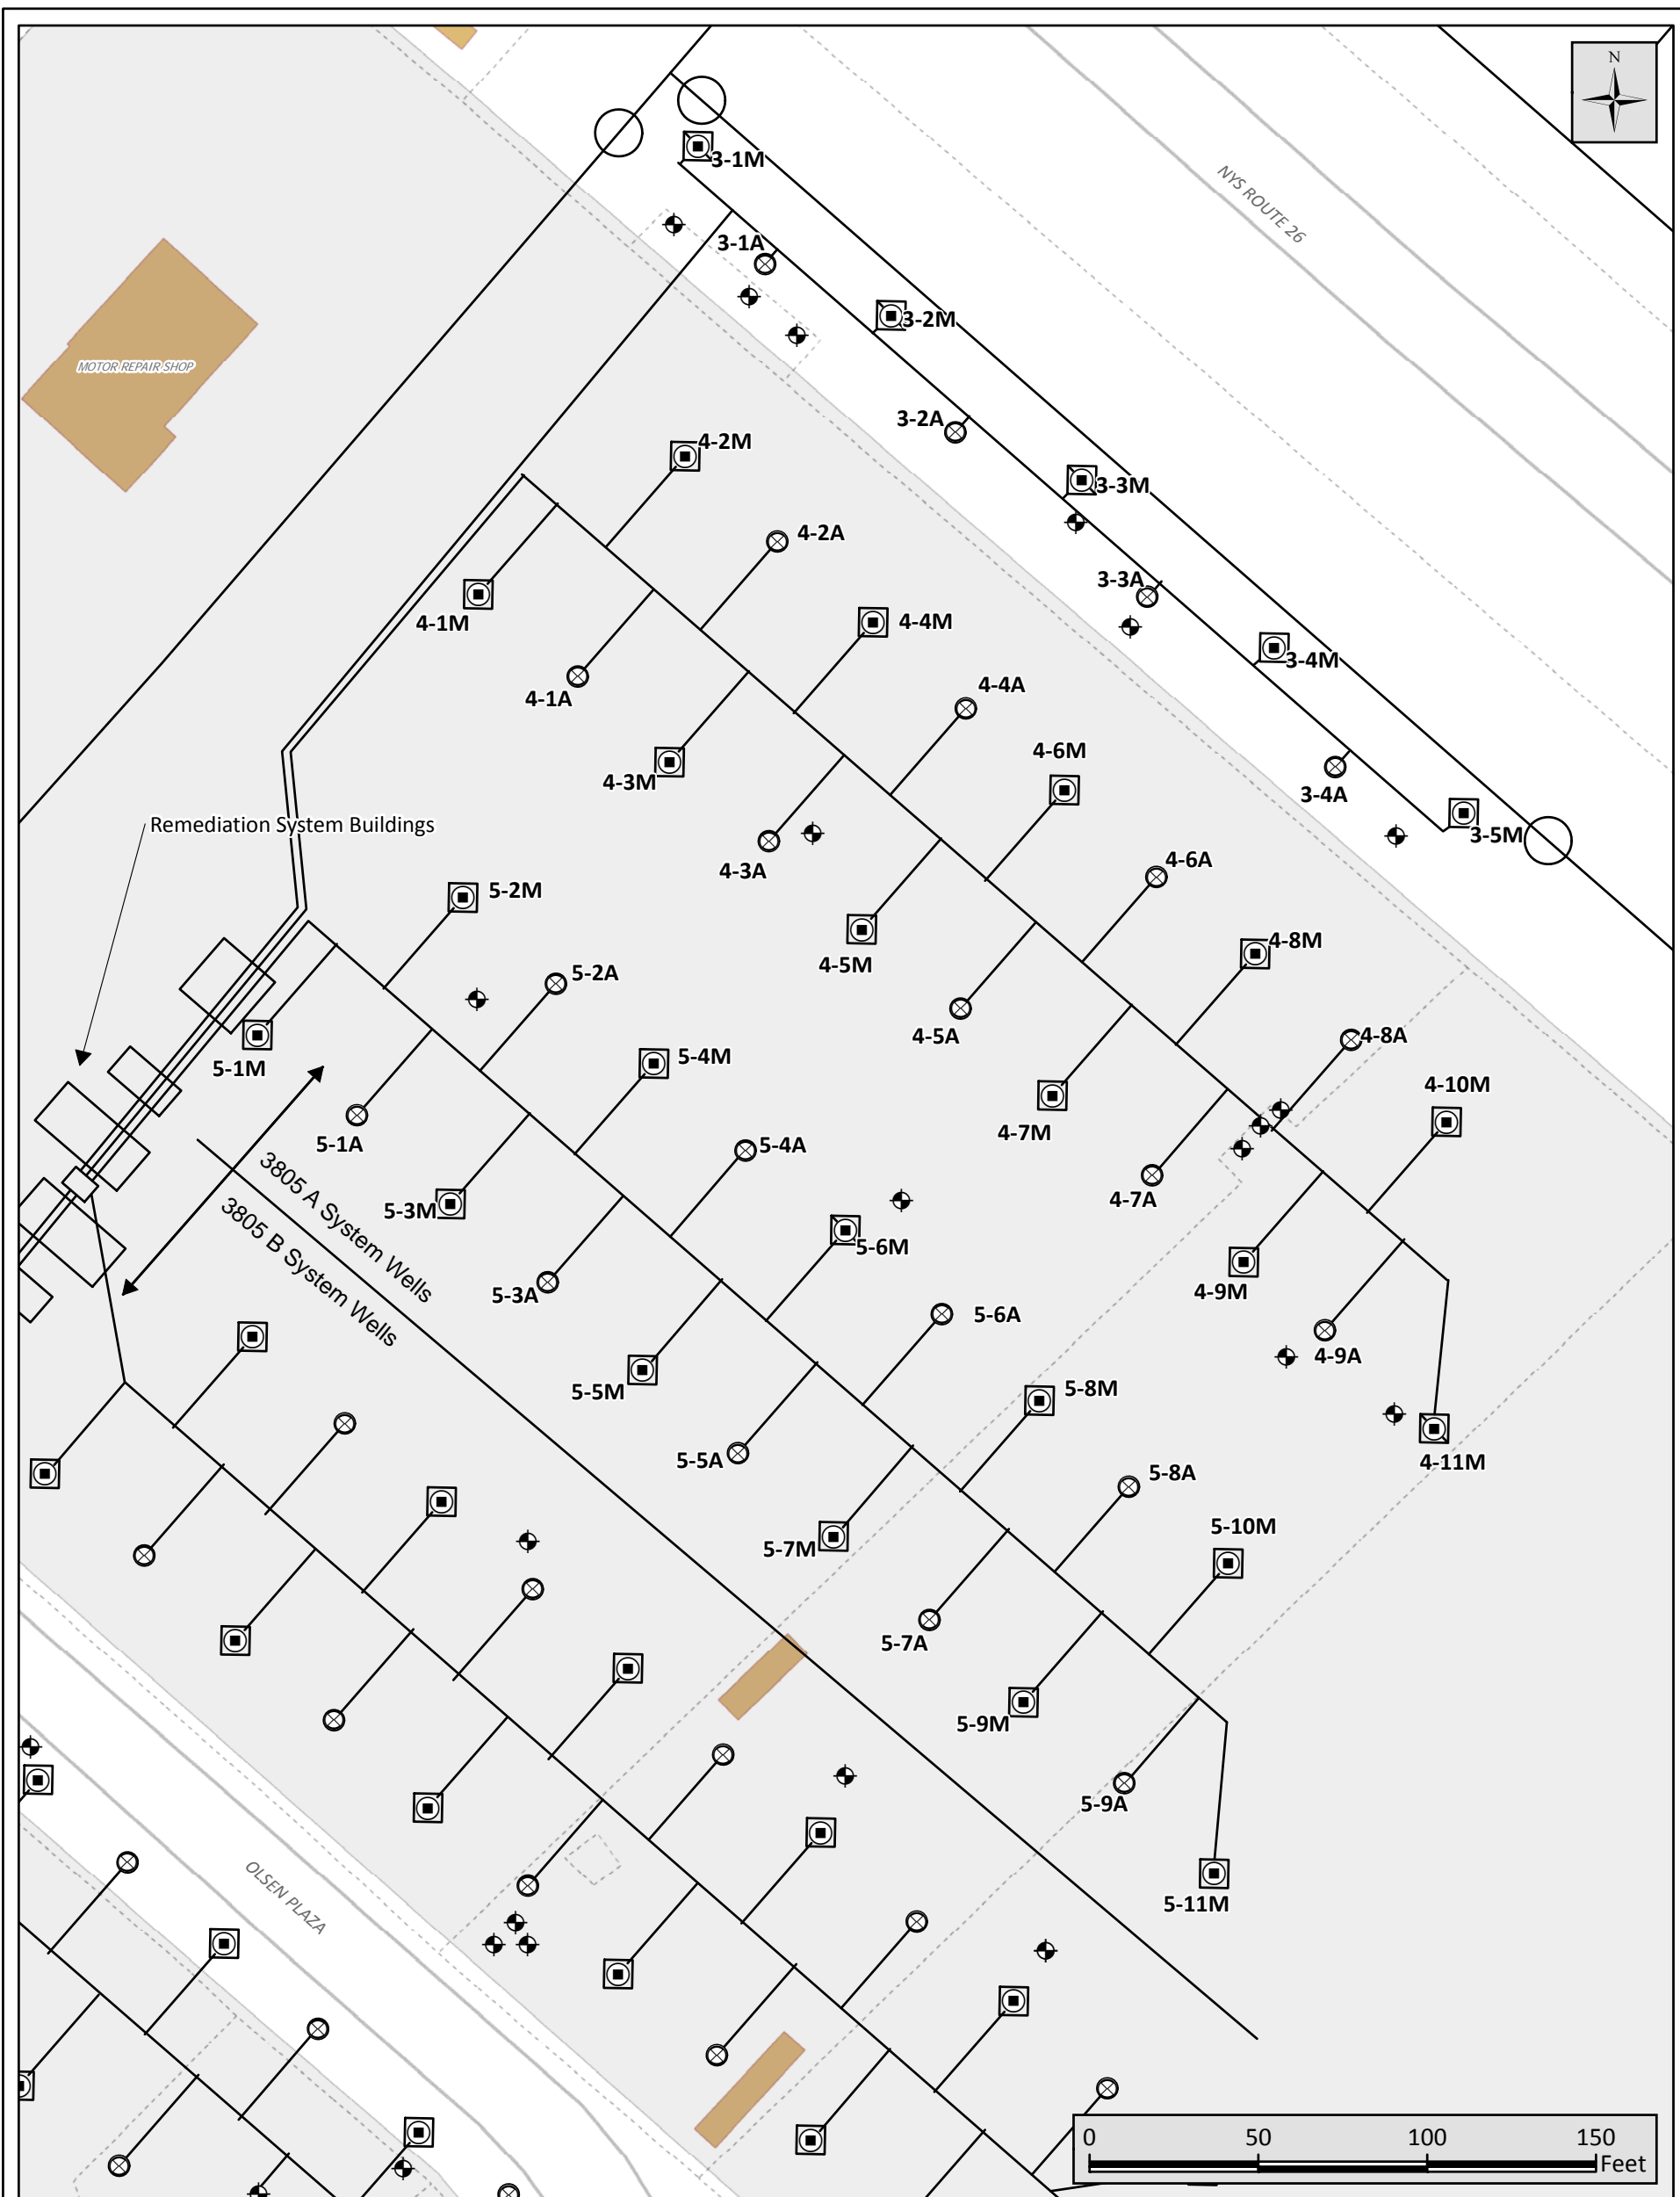 N
3-1M
NYS ROUTE 26
3-1A
3-2M
MOTOR REPAIR SHOP
3-2A
4-2M
3-3M
4-2A
3-3A
4-1M
4-4M
3-4M
4-1A
4-4A
4-6M
3-4A
4-3M
Remediation System Buildings
3-5M
4-3A
4-6A
5-2M
4-8M
4-5M
5-2A
4-5A
4-8A
5-1M
5-4M
4-10M
4-7M
5-1A
5-4A
3805 A System Wells
4-7A
5-3M
3805 B System Wells
5-6M
4-9M
5-3A
5-6A
4-9A
5-5M
5-8M
5-5A
4-11M
5-8A
5-10M
5-7M
5-7A
5-9M
5-9A
OLSEN PLAZA
5-11M
0 50 100 150
Feet